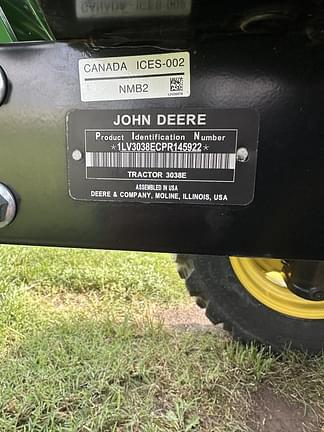 CANADA ICES-002
NMB2
JOHN DEERE
Product Identification Number
*1LV3038ECPR145922*
TRACTOR 3038E
ASSEMBLED IN USA
DEERE & COMPANY, MOLINE, ILLINOIS, USA